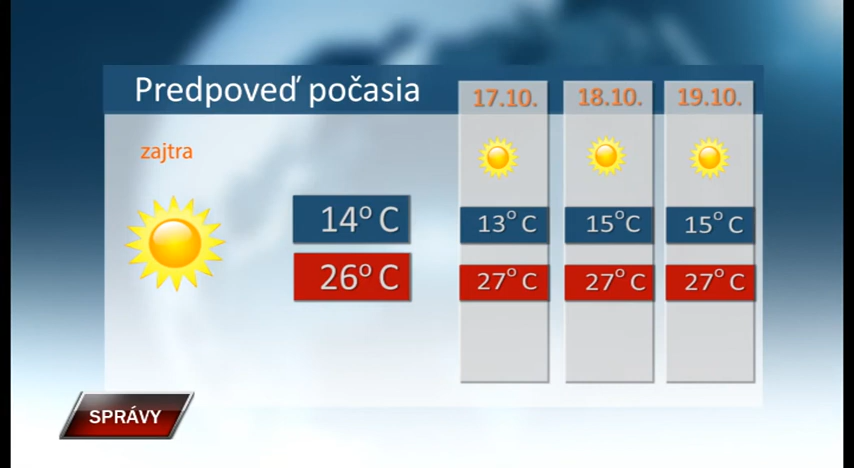 Predpoveď počasia
zajtra
14° C
26° C
17.10.
13° C
27° C
18.10.
15°C
27° C
19.10.
15° C
27° C
SPRÁVY